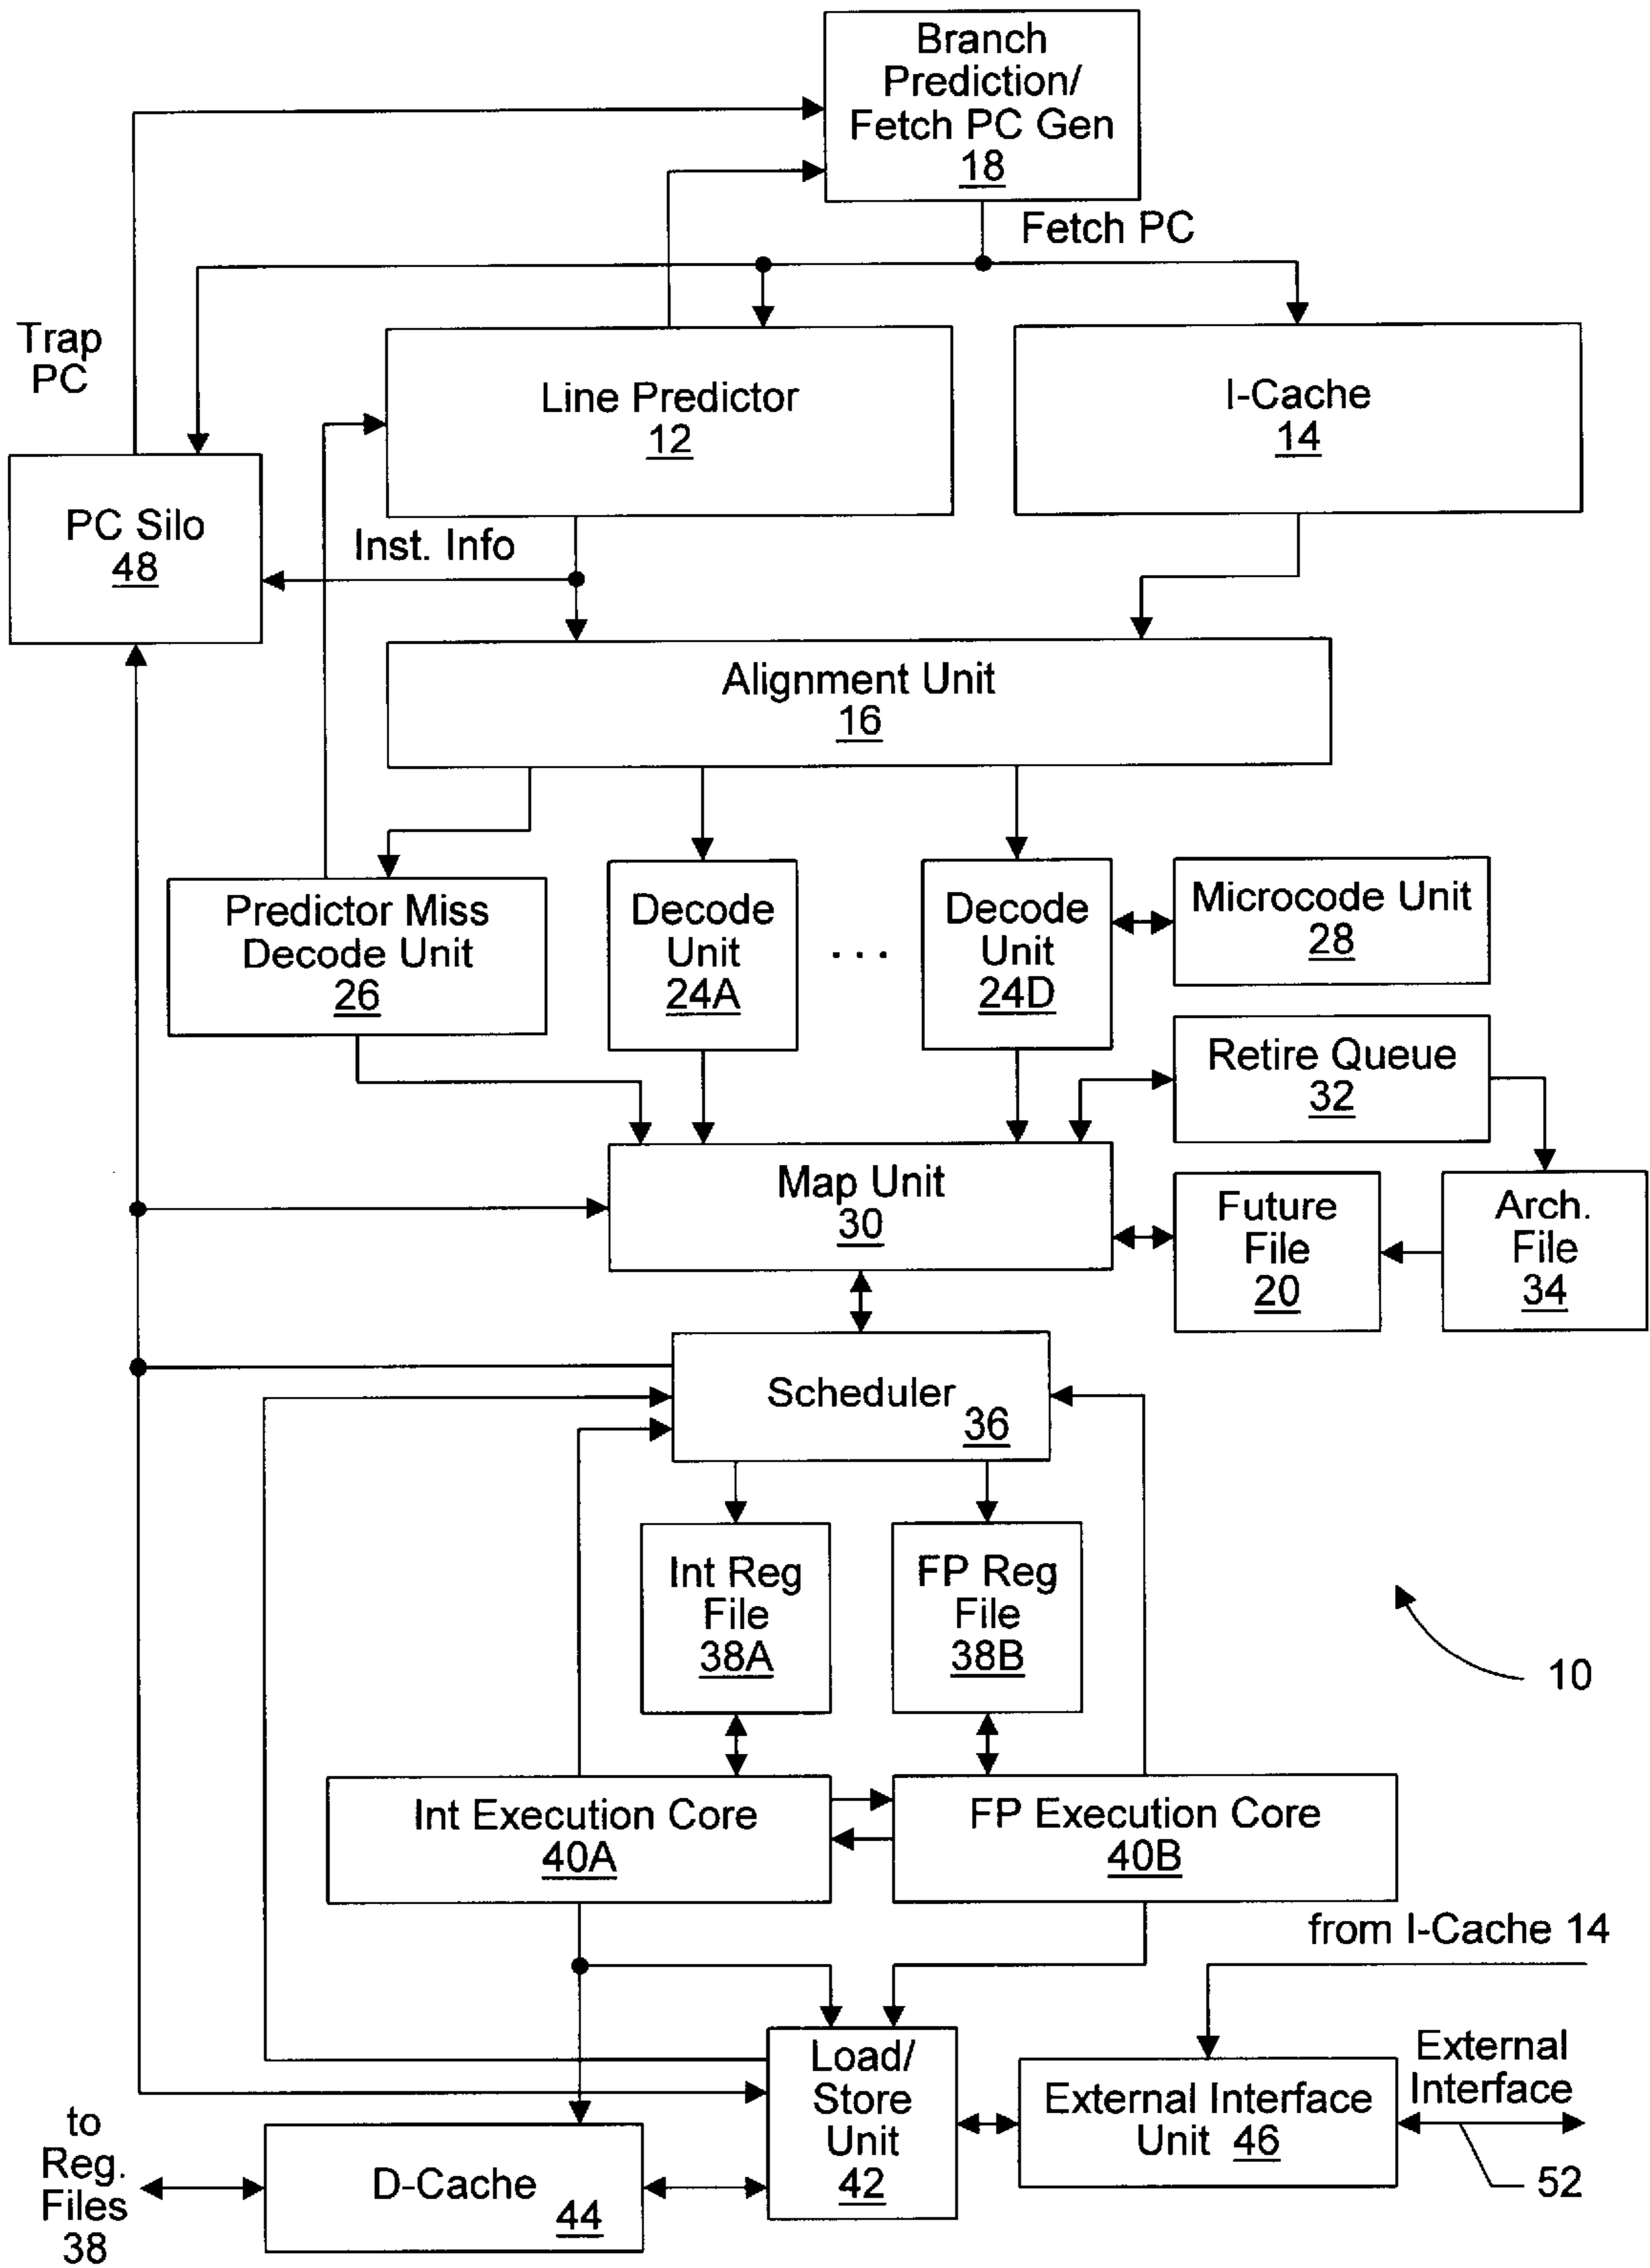 Branch
Prediction/
Fetch PC Gen
18
Fetch PC
Trap
PC
Line Predictor
12
I-Cache
14
PC Silo
48
Inst. Info
Alignment Unit
16
Predictor Miss
Decode Unit
26
Decode
Unit
24A
. . .
Decode
Unit
24D
Microcode Unit
28
Retire Queue
32
Map Unit
30
Future
File
20
Arch.
File
34
Scheduler
36
Int Reg
File
38A
FP Reg
File
38B
10
Int Execution Core
40A
FP Execution Core
40B
from I-Cache 14
Load/
Store
Unit
42
External Interface
Unit 46
External
Interface
52
to
Reg.
Files
38
D-Cache
44